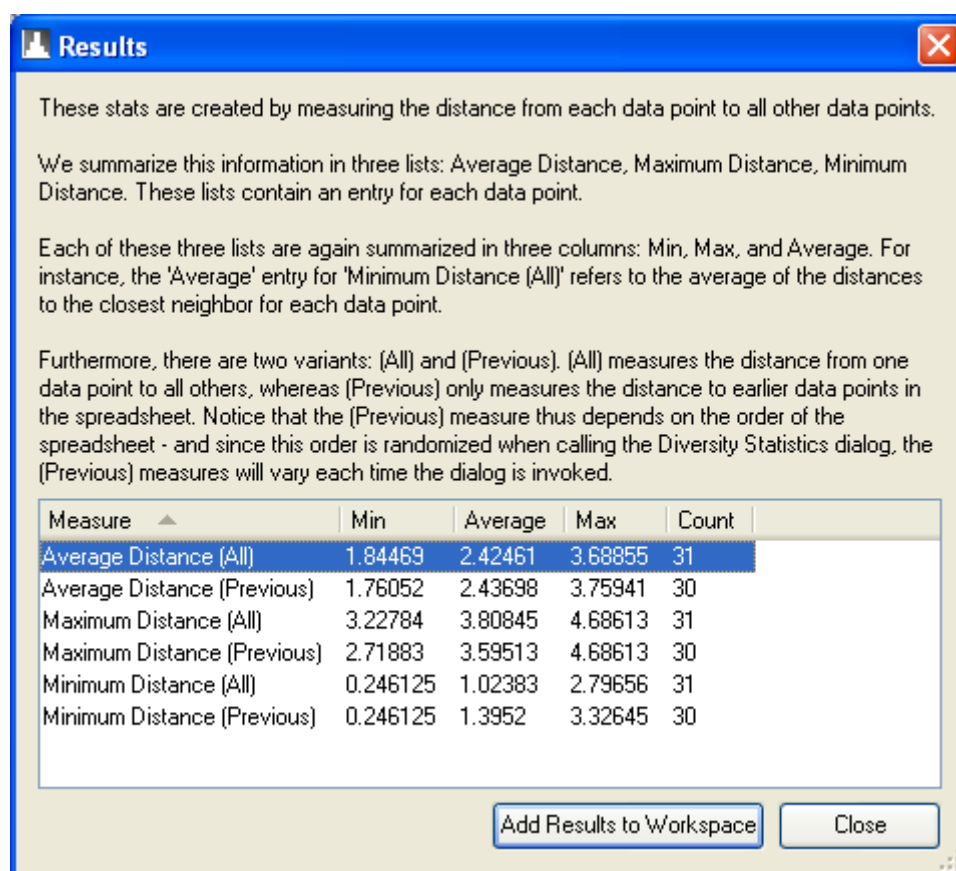 Results
These stats are created by measuring the distance from each data point to all other data points.
We summarize this information in three lists: Average Distance, Maximum Distance, Minimum
Distance. These lists contain an entry for each data point.
Each of these three lists are again summarized in three columns: Min, Max, and Average. For
instance, the 'Average' entry for 'Minimum Distance (All)' refers to the average of the distances
to the closest neighbor for each data point.
Furthermore, there are two variants: (All) and (Previous). (All) measures the distance from one
data point to all others, whereas (Previous) only measures the distance to earlier data points in
the spreadsheet. Notice that the (Previous) measure thus depends on the order of the
spreadsheet - and since this order is randomized when calling the Diversity Statistics dialog, the
(Previous) measures will vary each time the dialog is invoked.
Measure Min Average Max Count
Average Distance (All) 1.84469 2.42461 3.68855 31
Average Distance (Previous) 1.76052 2.43698 3.75941 30
Maximum Distance (All) 3.22784 3.80845 4.68613 31
Maximum Distance (Previous) 2.71883 3.59513 4.68613 30
Minimum Distance (All) 0.246125 1.02383 2.79656 31
Minimum Distance (Previous) 0.246125 1.3952 3.32645 30
Add Results to Workspace Close